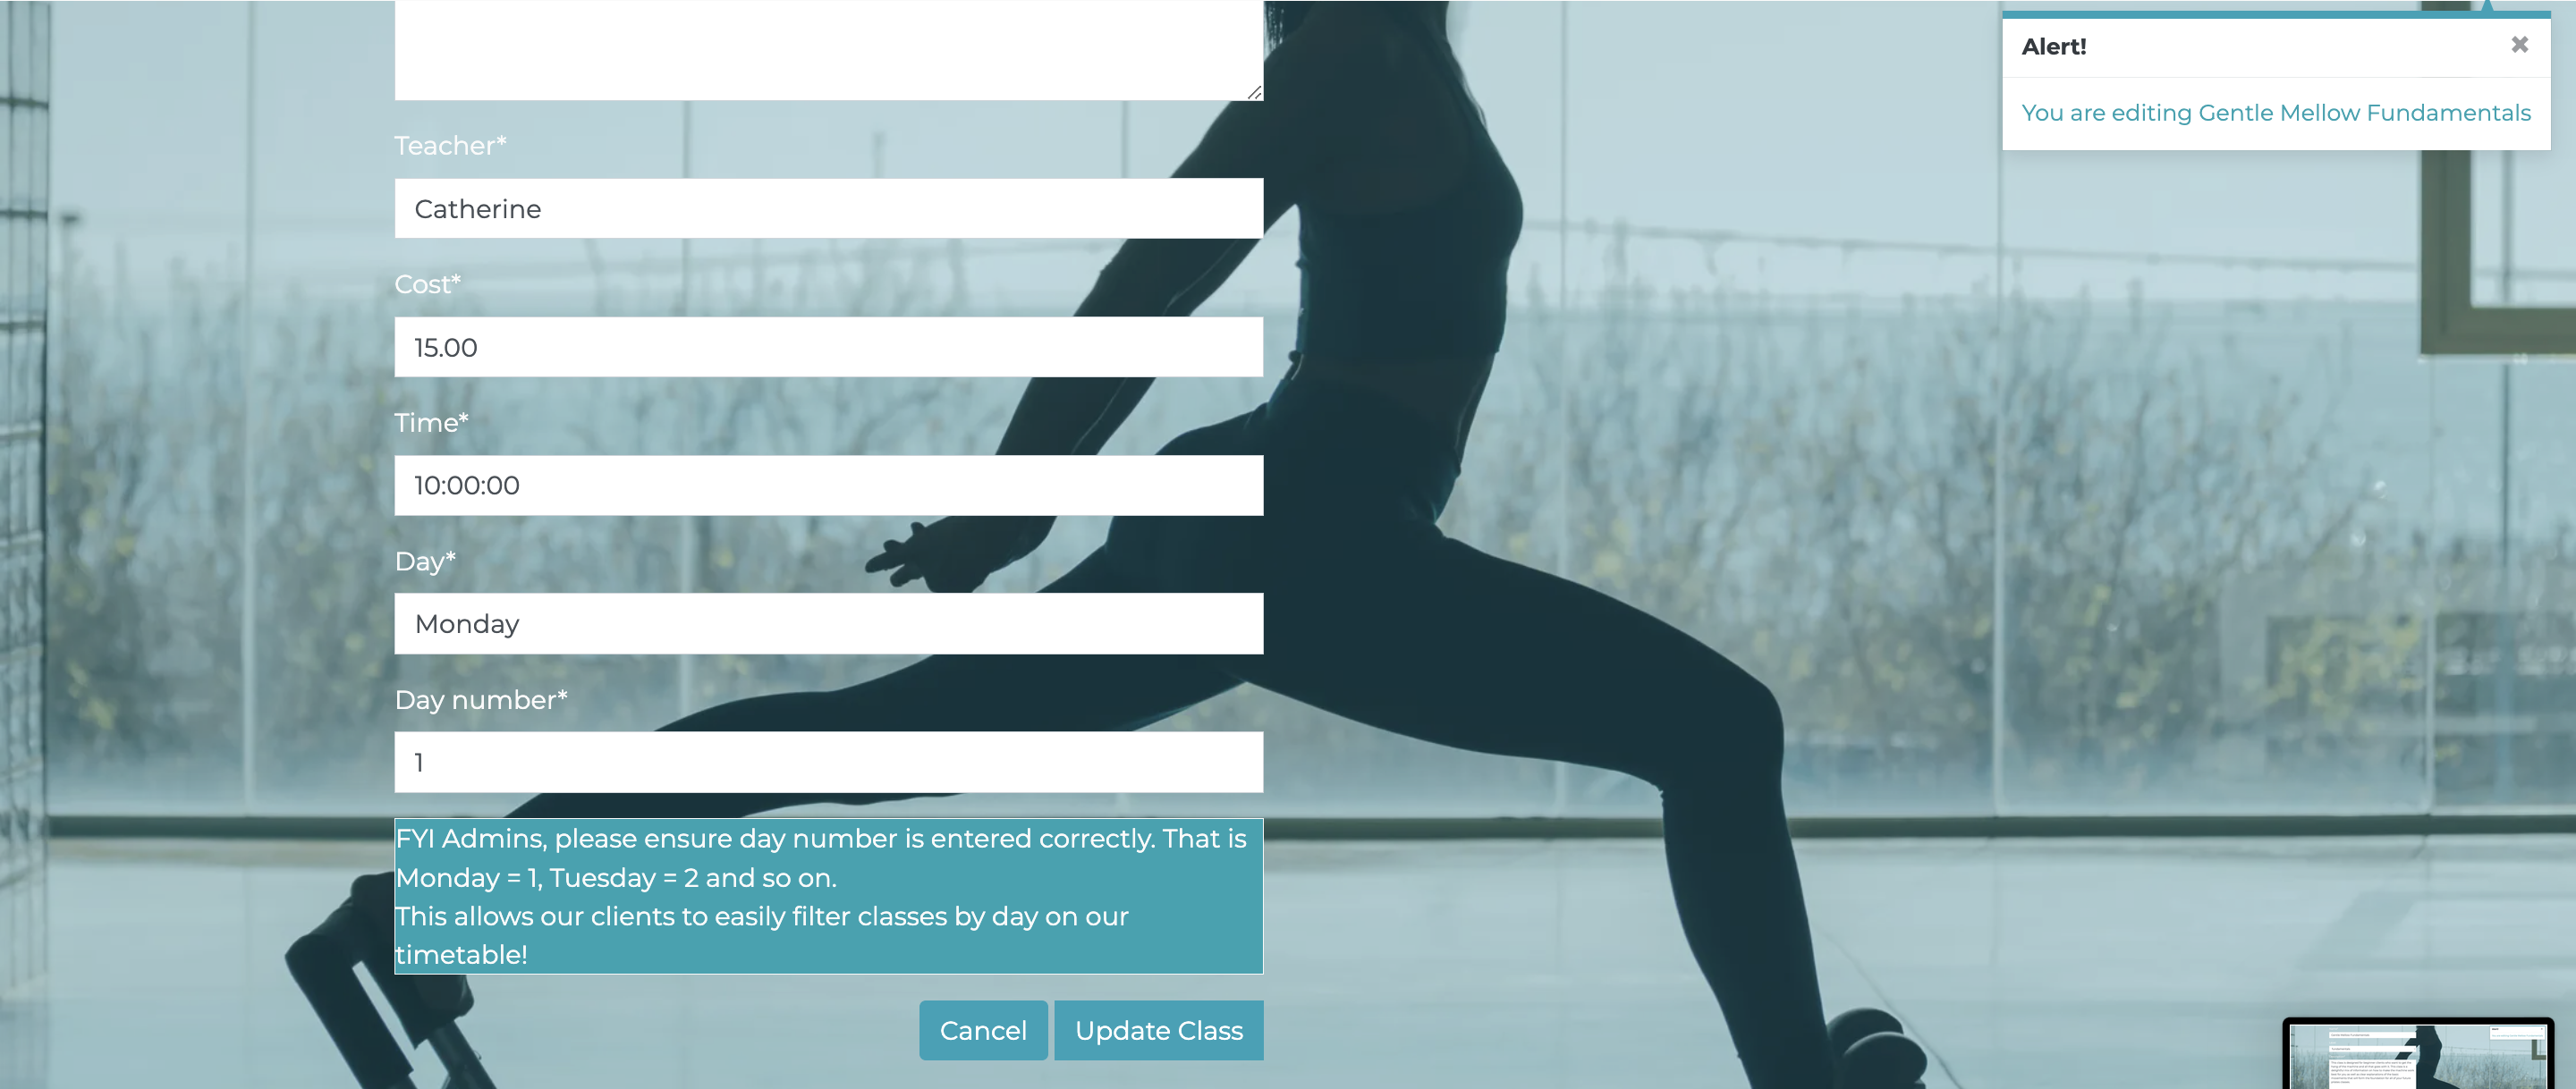 Alert!
You are editing Gentle Mellow Fundamentals
Teacher*
Catherine
Cost*
15.00
Time*
10:00:00
Day*
Monday
Day number*
1
FYI Admins, please ensure day number is entered correctly. That is
Monday = 1, Tuesday = 2 and so on.
This allows our clients to easily filter classes by day on our
timetable!
Cancel
Update Class